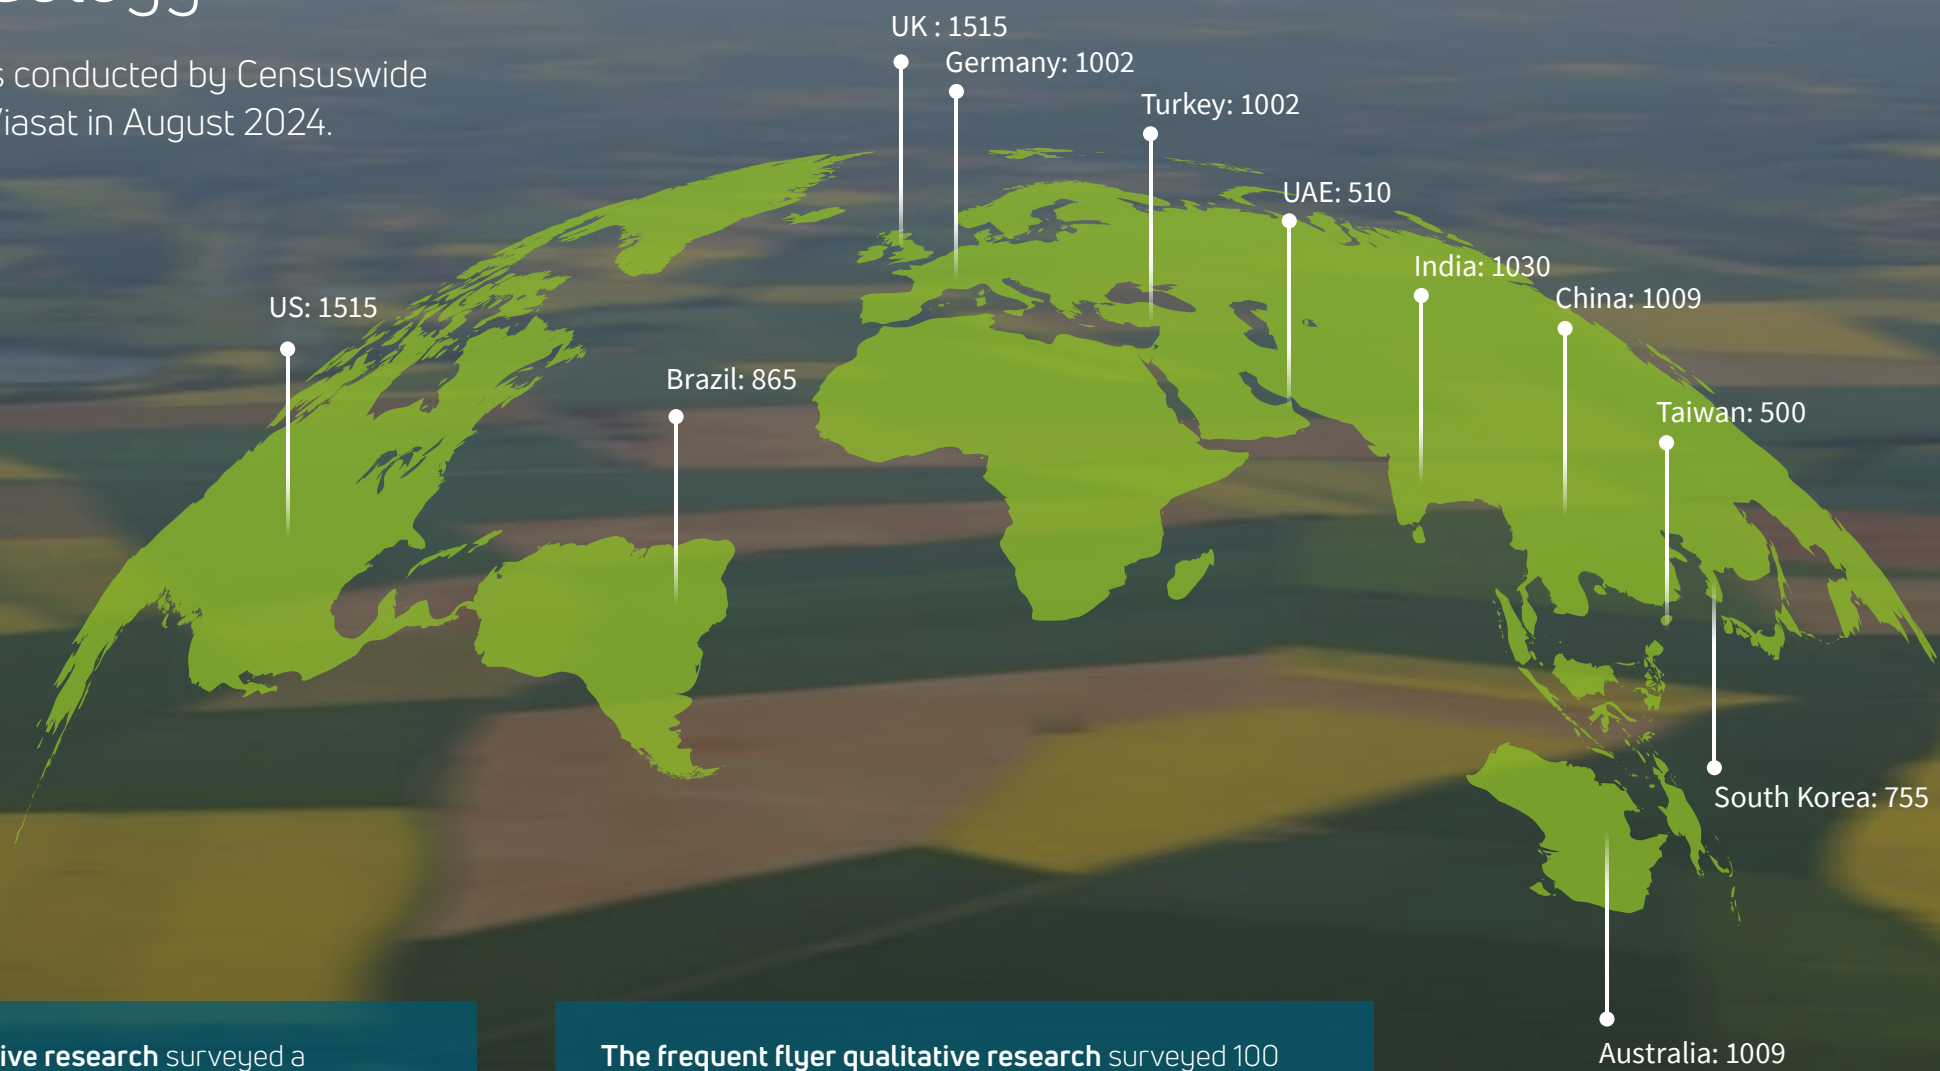 conducted by Censuswide
in August 2024.
UK : 1515
Germany: 1002
Turkey: 1002
UAE: 510
India: 1030
China: 1009
US: 1515
Brazil: 865
Taiwan: 500
South Korea: 755
Australia: 1009
research surveyed a
The frequent flyer qualitative research surveyed 100